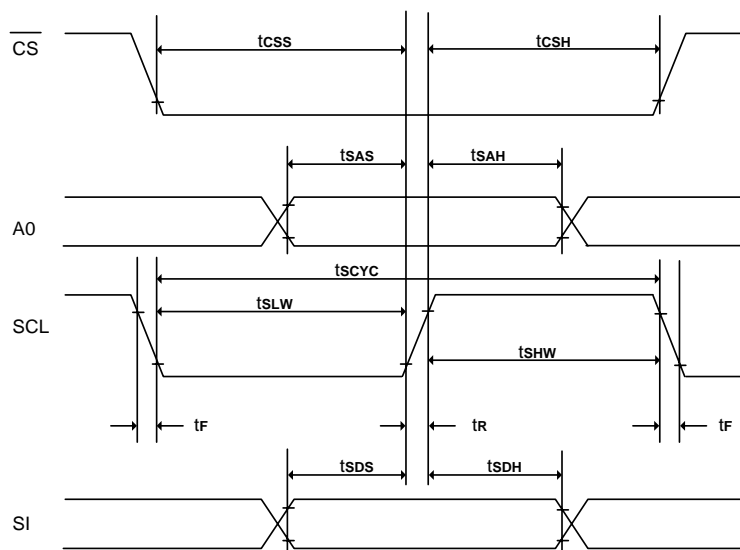 CS
tCSS
tCSH
tSAS
tSAH
A0
tSCYC
tSLW
SCL
tSHW
tF
tR
tF
tSDS
tSDH
SI